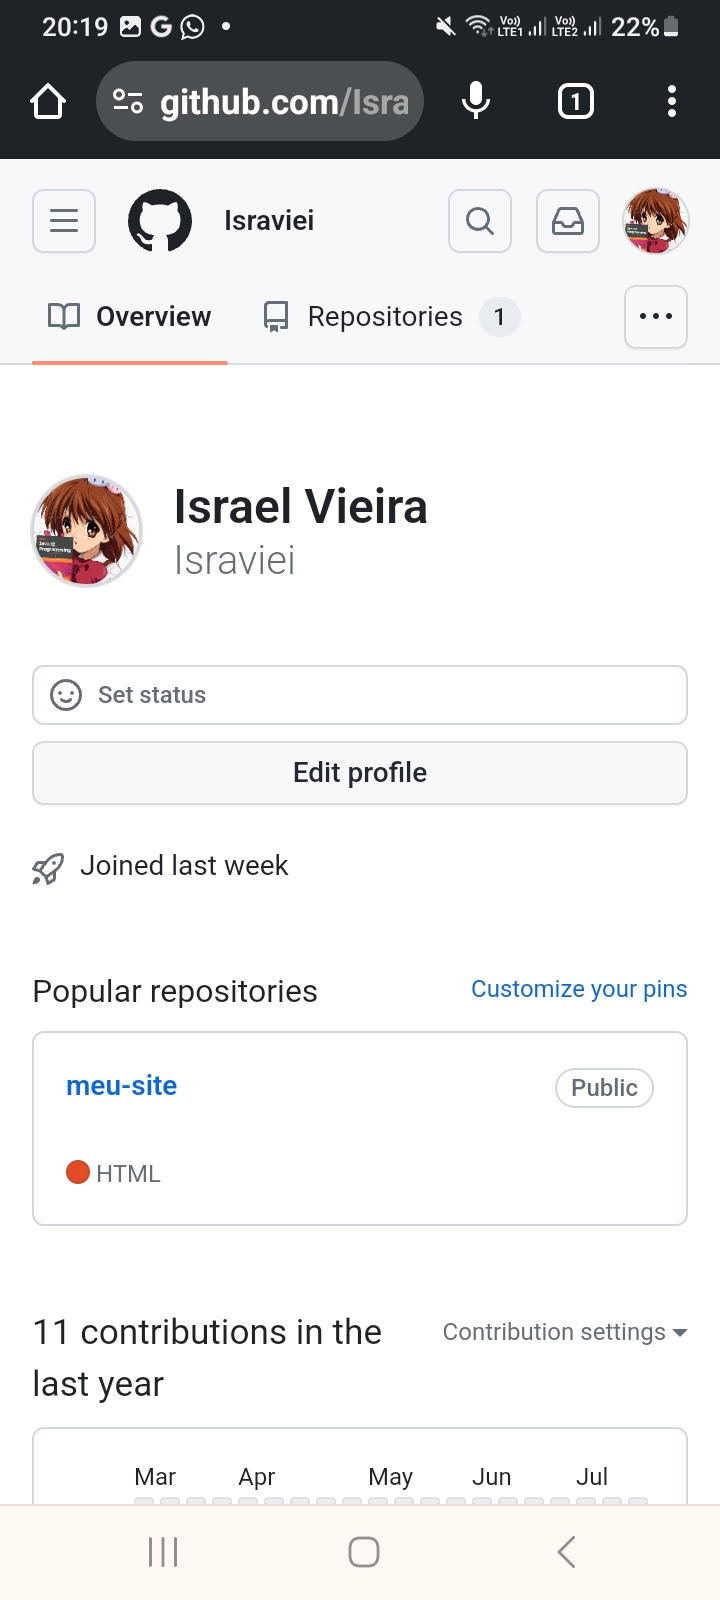 20:19 G Vo)) LTE1 Vo)) LTE2 22%
github.com/Isra 1
Israviei
Overview Repositories 1
Israel Vieira
Israviei
Set status
Edit profile
Joined last week
Popular repositories Customize your pins
meu-site Public
HTML
11 contributions in the Contribution settings
last year
Mar Apr May Jun Jul